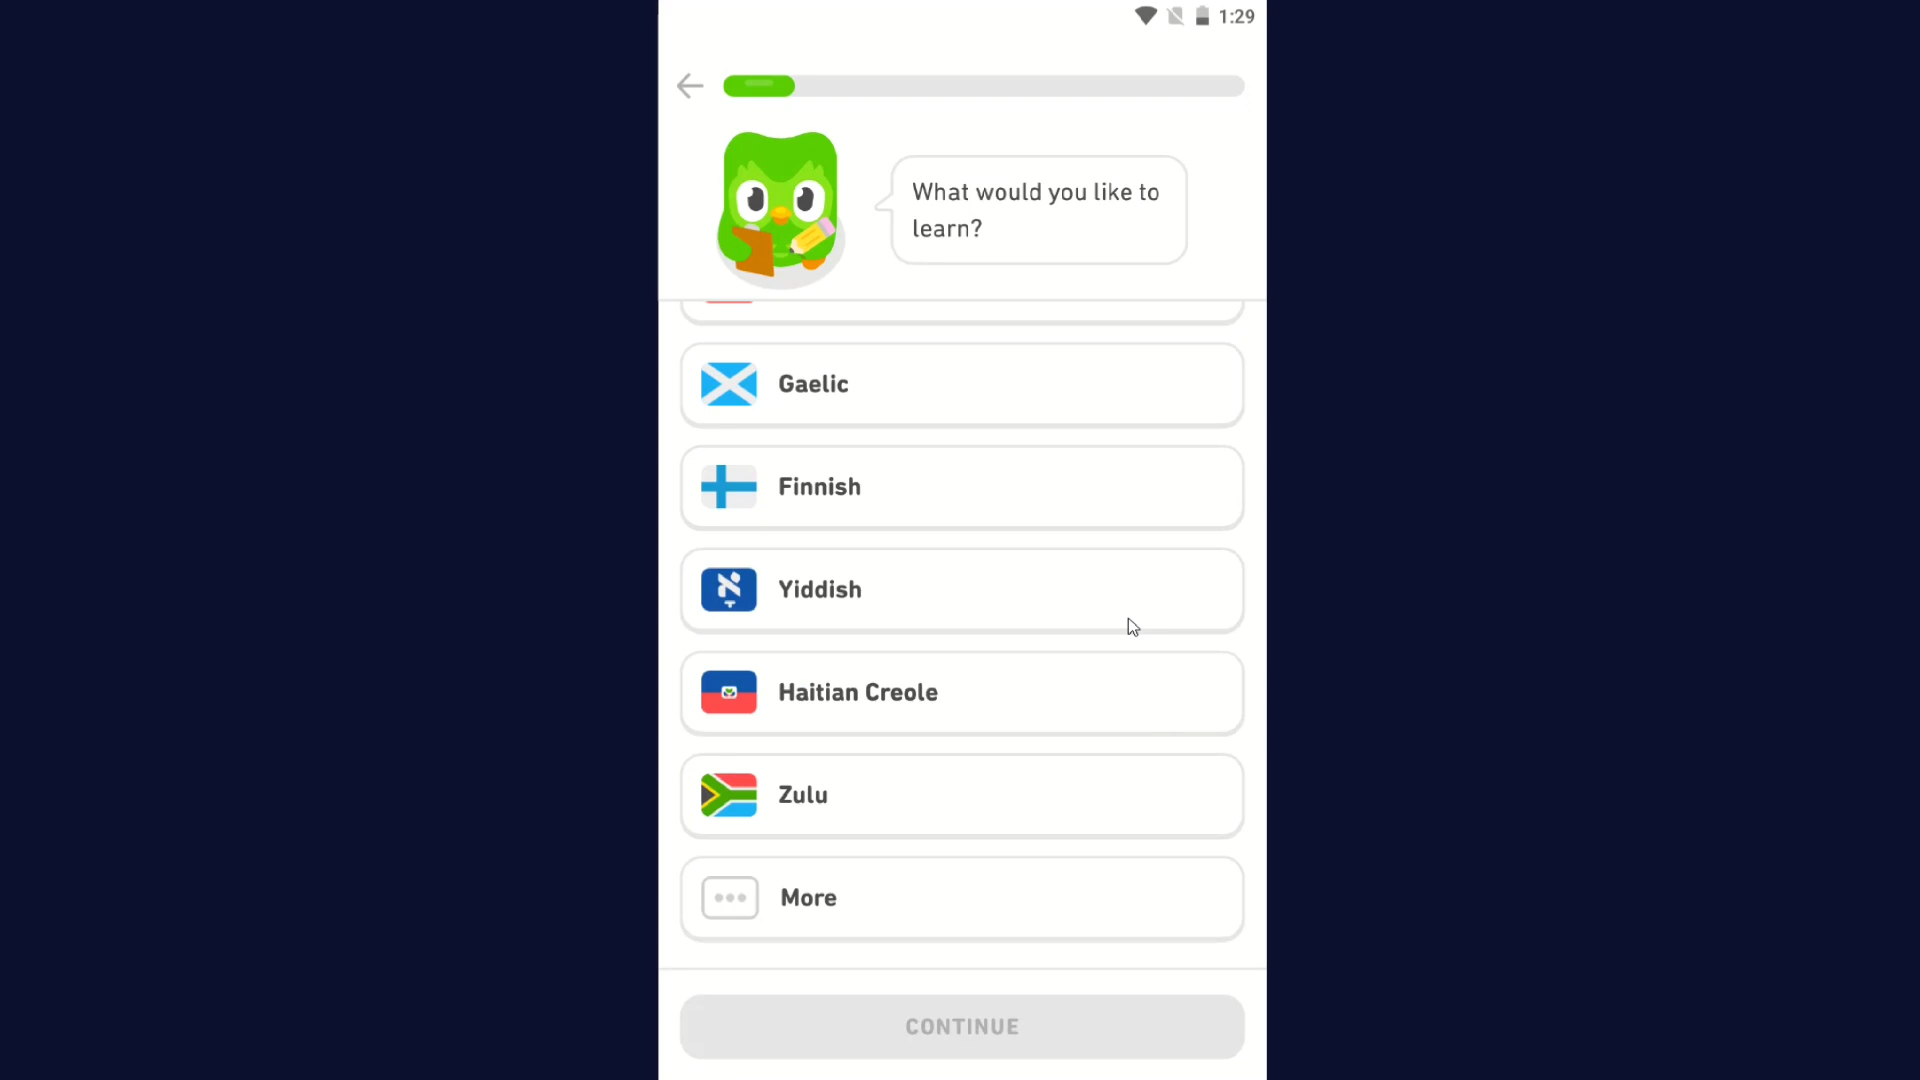 1:29
What would you like to
learn?
Gaelic
Finnish
Yiddish
Haitian Creole
Zulu
More
CONTINUE